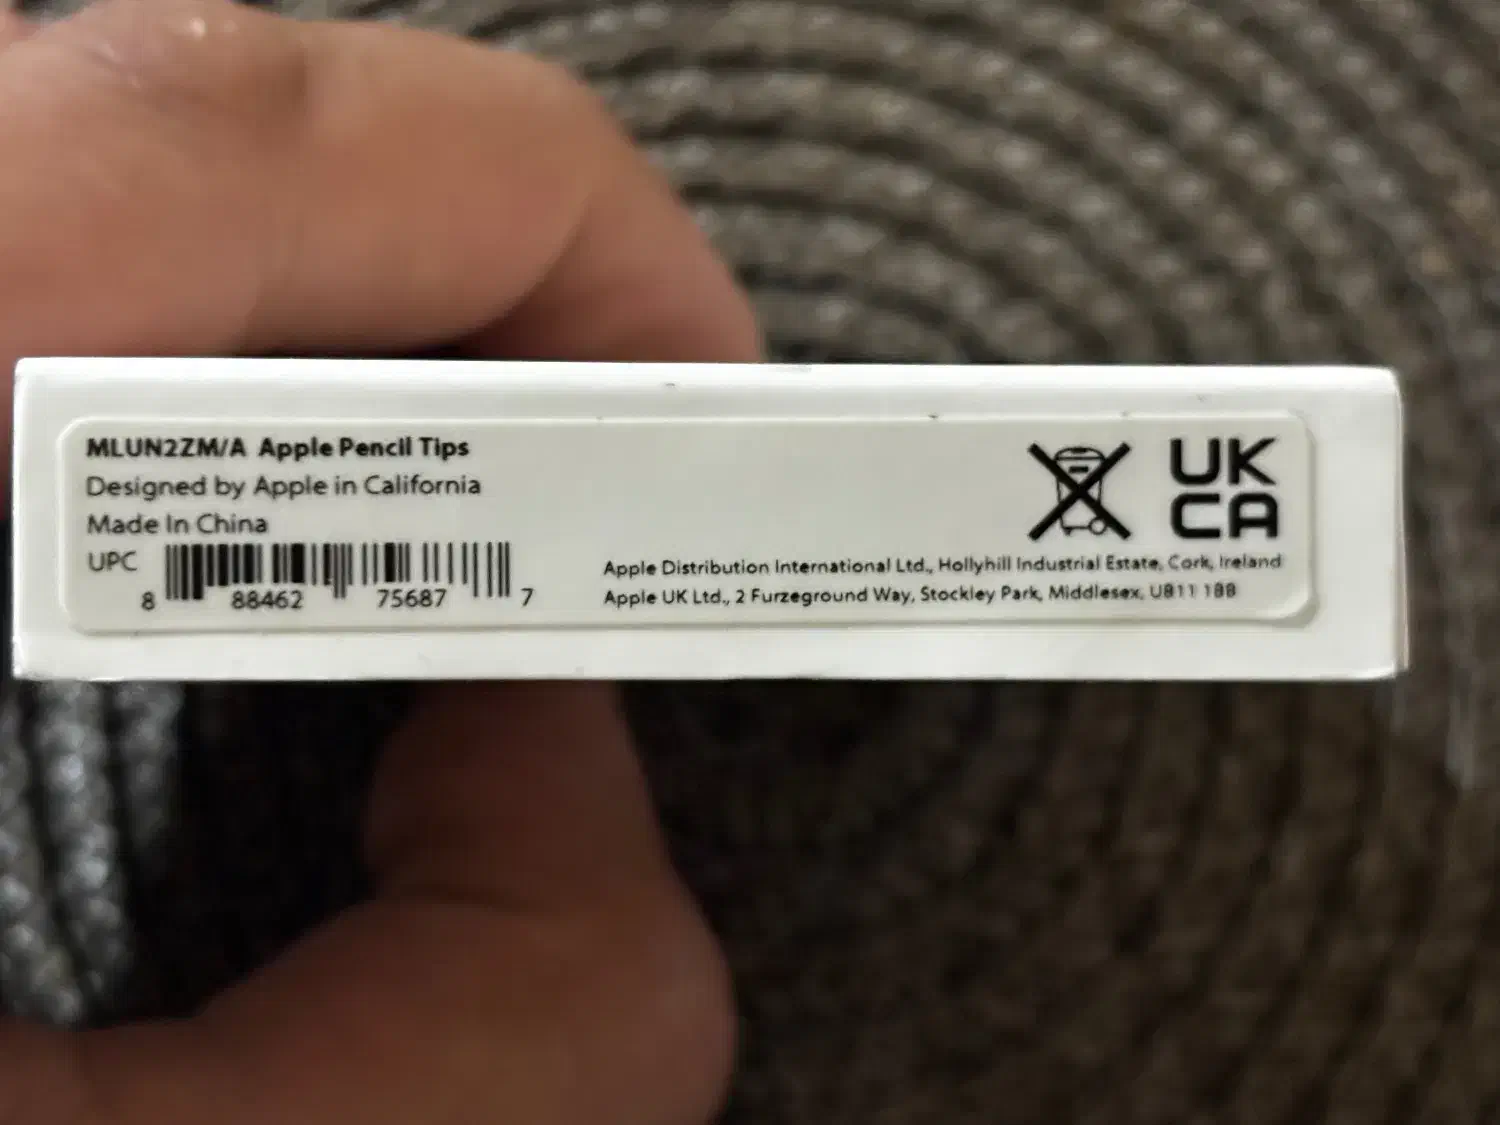 MLUN2ZM/A Apple Pencil Tips
Designed by Apple in California
Made In China
UPC
8 88462 75687 7
UK
CA
Apple Distribution International Ltd., Hollyhill Industrial Estate, Cork, Ireland
Apple UK Ltd., 2 Furzeground Way, Stockley Park, Middlesex, UB11 1BB